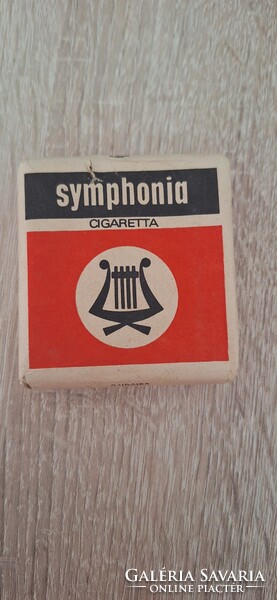 symphonia
CIGARETTA
GALÉRIA SAVARIA
ONLINE PIACTÉR